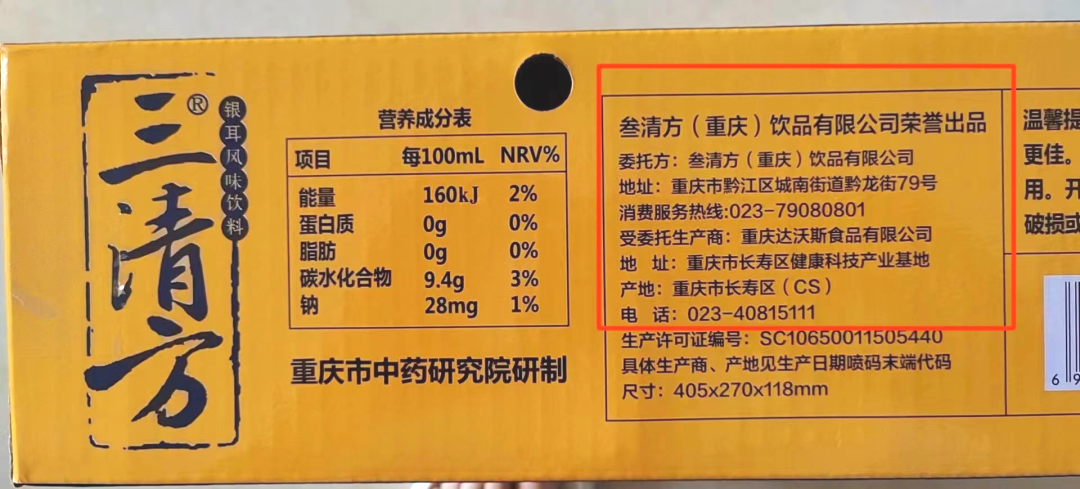 三清方®
银耳风味饮料
营养成分表
项目 每100mL NRV%
能量 160kJ 2%
蛋白质 0g 0%
脂肪 0g 0%
碳水化合物 9.4g 3%
钠 28mg 1%
重庆市中药研究院研制
叁清方（重庆）饮品有限公司荣誉出品
委托方：叁清方（重庆）饮品有限公司
地址：重庆市黔江区城南街道黔龙街79号
消费服务热线:023-79080801
受委托生产商：重庆达沃斯食品有限公司
地 址：重庆市长寿区健康科技产业基地
产地：重庆市长寿区（CS）
电 话：023-40815111
生产许可证编号：SC10650011505440
具体生产商、产地见生产日期喷码末端代码
尺寸：405x270x118mm
温馨提
更佳。
用。开
破损或
6 9